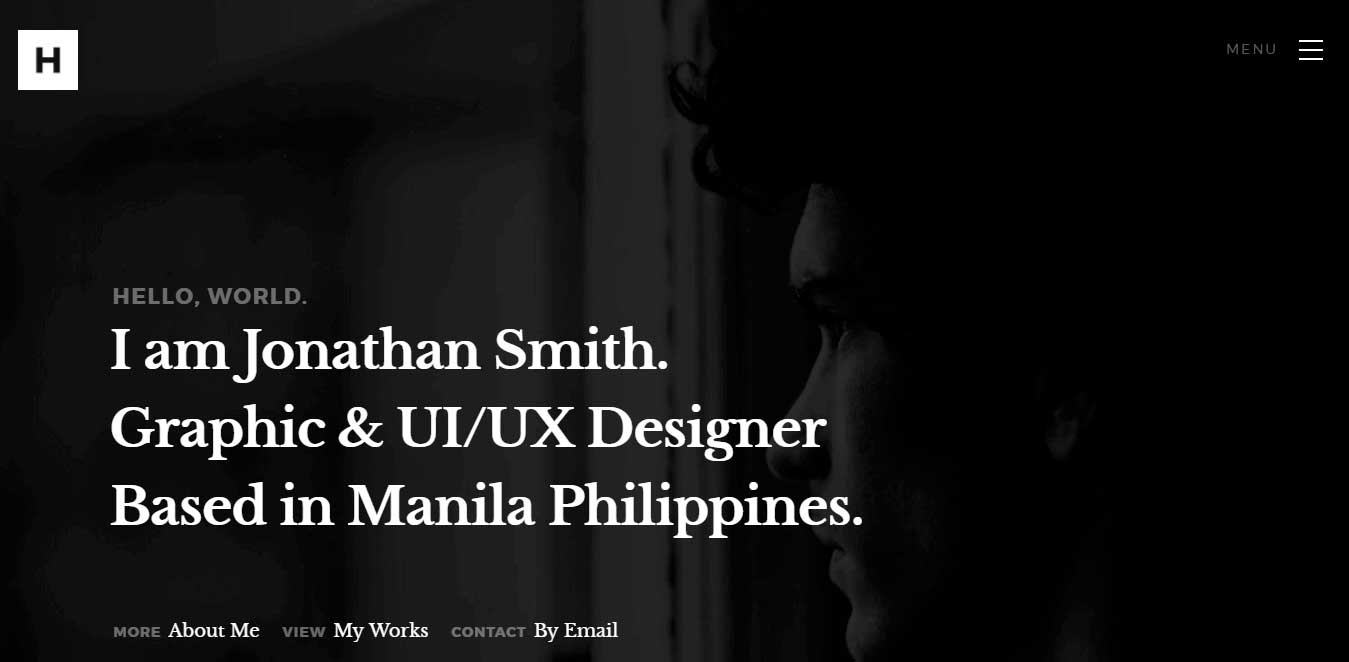 H
MENU
HELLO, WORLD.
I am Jonathan Smith.
Graphic & UI/UX Designer
Based in Manila Philippines.
MORE About Me VIEW My Works CONTACT By Email